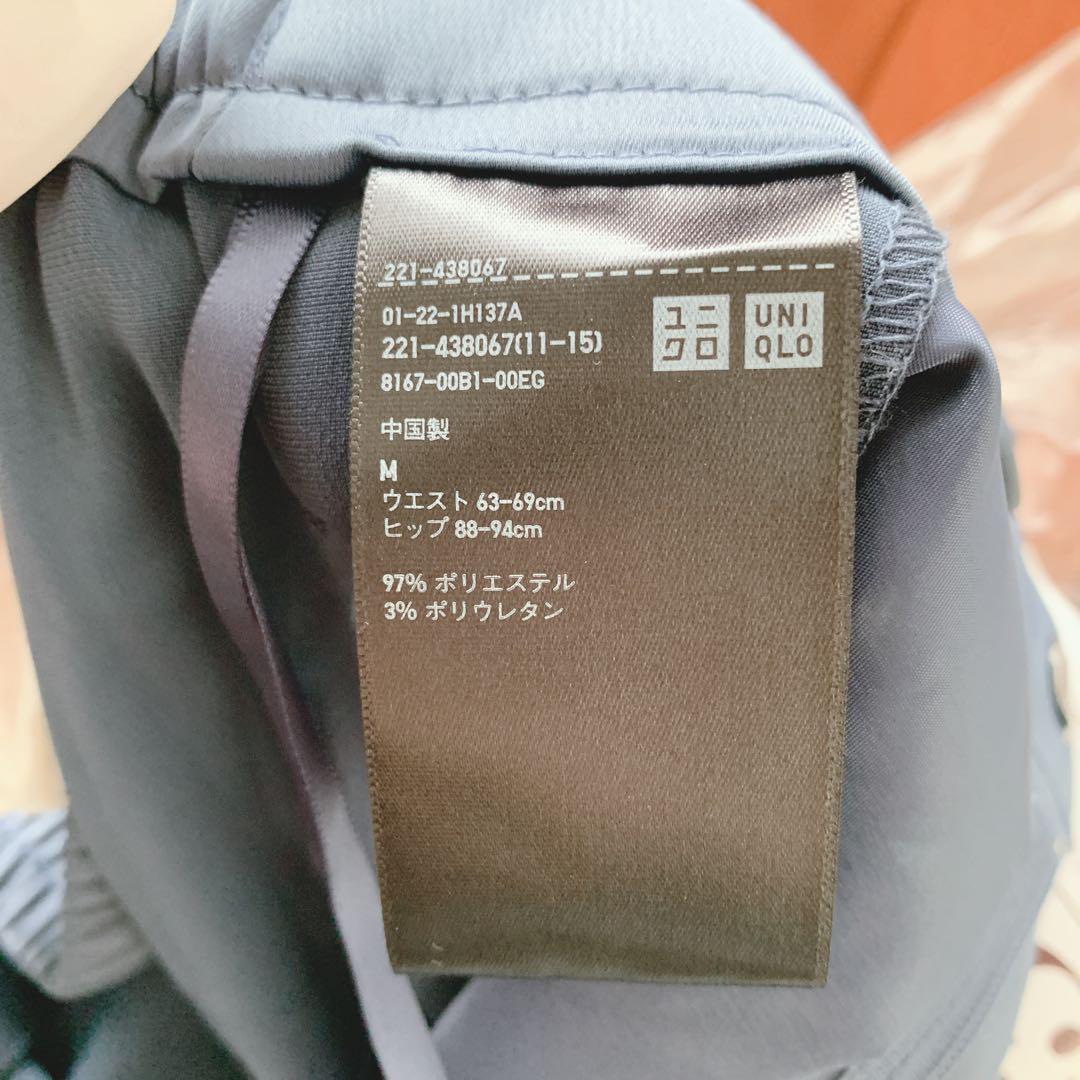 221-438067
01-22-1H137A
221-438067(11-15)
8167-00B1-00EG
ユニ
クロ
UNI
QLO
中国製
M
ウエスト 63-69cm
ヒップ 88-94cm
97% ポリエステル
3% ポリウレタン